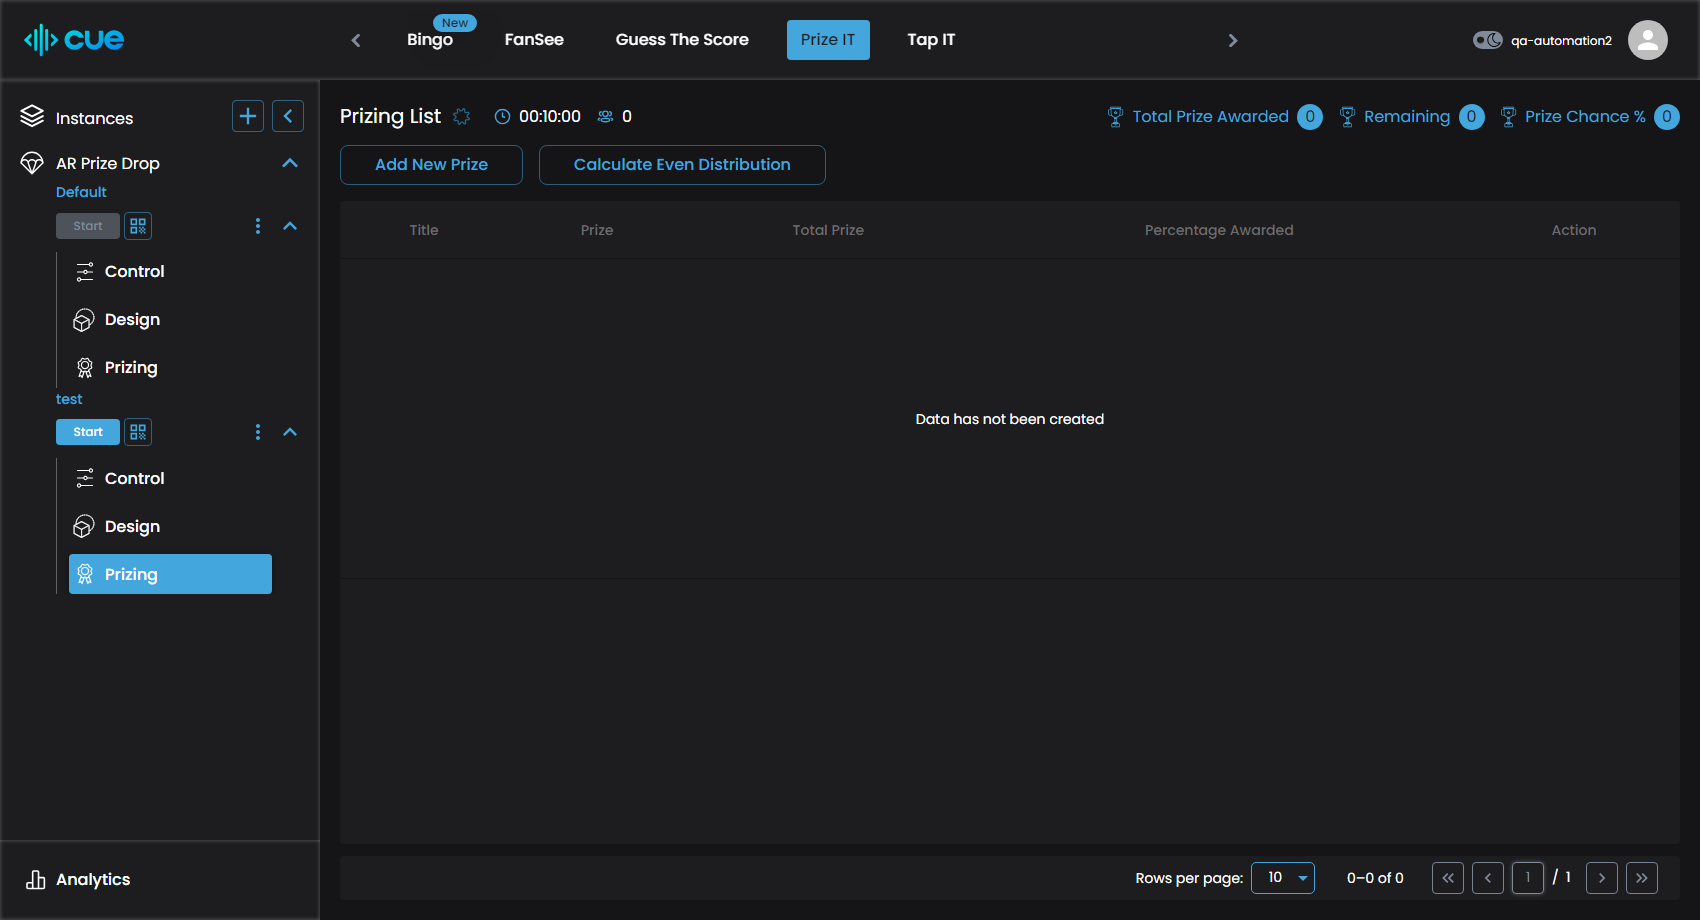 cue
New
Bingo
FanSee
Guess The Score
Prize IT
Tap IT
qa-automation2
Instances
AR Prize Drop
Default
Start
Control
Design
Prizing
test
Start
Control
Design
Prizing
Analytics
Prizing List
00:10:00
0
Total Prize Awarded 0
Remaining 0
Prize Chance % 0
Add New Prize
Calculate Even Distribution
Title Prize Total Prize Percentage Awarded Action
Data has not been created
Rows per page: 10 0–0 of 0 1 / 1